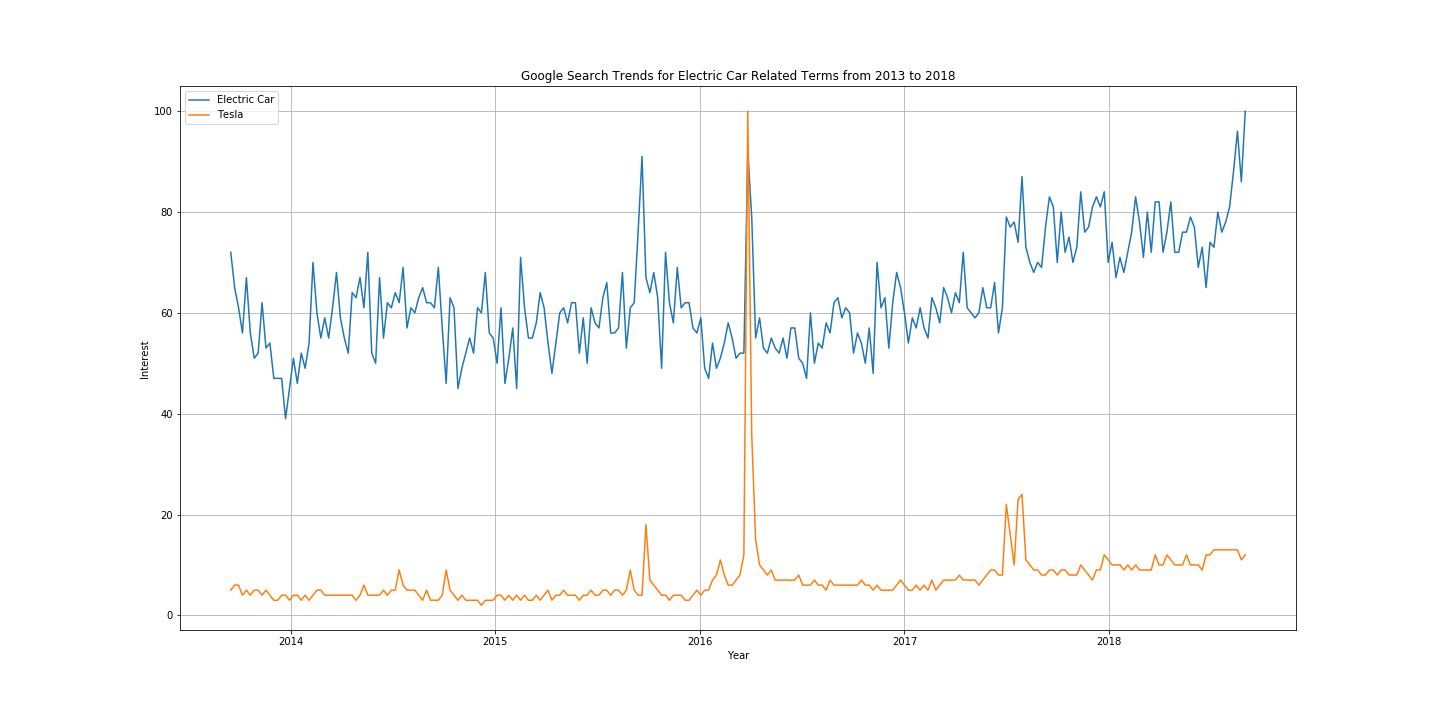 Google Search Trends for Electric Car Related Terms from 2013 to 2018
Electric Car
Tesla
100
80
60
40
20
0
Interest
2014 2015 2016 2017 2018
Year